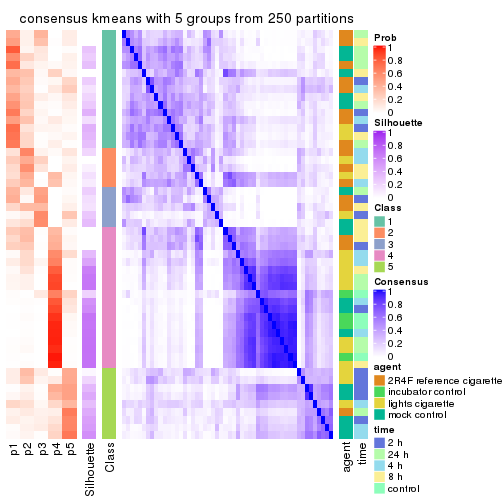 consensus kmeans with 5 groups from 250 partitions
Prob
1
0.8
0.6
0.4
0.2
0
Silhouette
1
0.8
0.6
0.4
0.2
0
Class
1
2
3
4
5
Consensus
1
0.8
0.6
0.4
0.2
0
agent
2R4F reference cigarette
incubator control
lights cigarette
mock control
time
2 h
24 h
4 h
8 h
control
p1
p2
p3
p4
p5
Silhouette
Class
agent
time